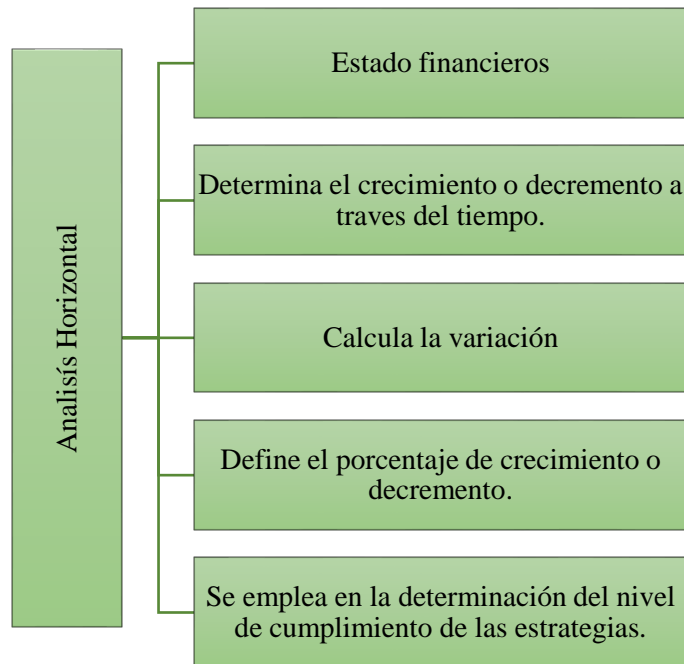 Analisís Horizontal
Estado financieros
Determina el crecimiento o decremento a
traves del tiempo.
Calcula la variación
Define el porcentaje de crecimiento o
decremento.
Se emplea en la determinación del nivel
de cumplimiento de las estrategias.